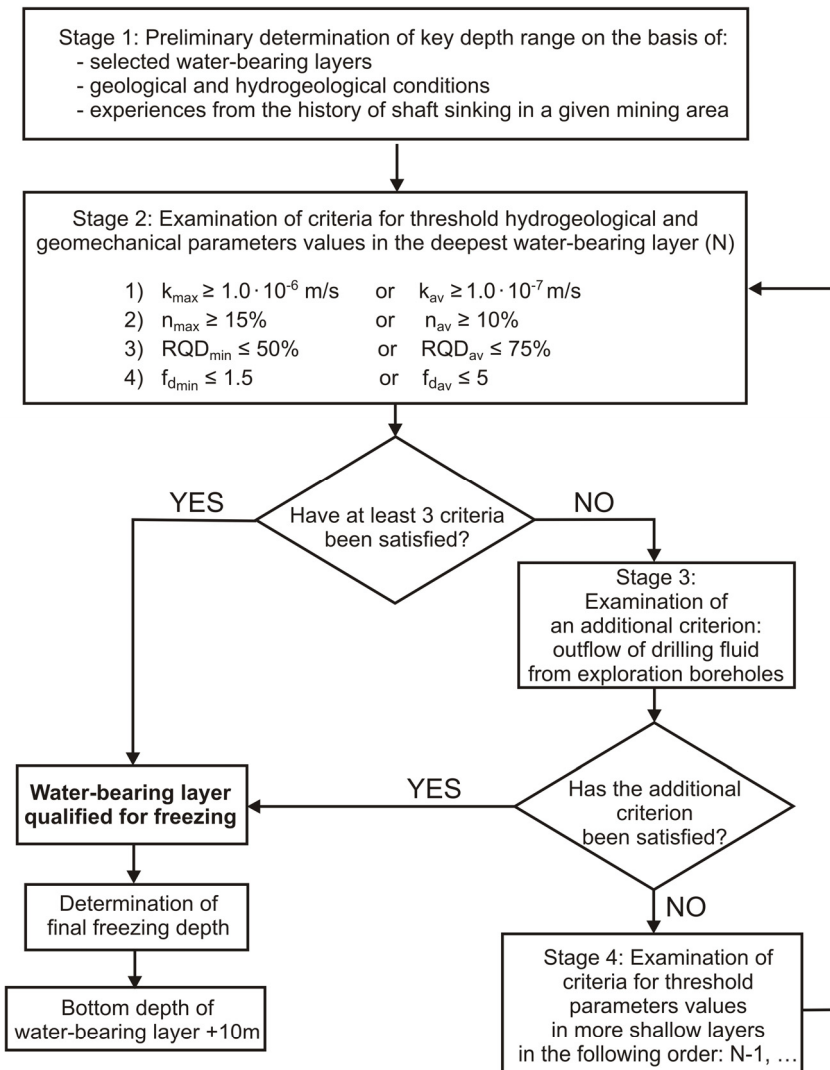 Stage 1: Preliminary determination of key depth range on the basis of:
- selected water-bearing layers
- geological and hydrogeological conditions
- experiences from the history of shaft sinking in a given mining area
Stage 2: Examination of criteria for threshold hydrogeological and
geomechanical parameters values in the deepest water-bearing layer (N)
1) kmax ≥ 1.0·10⁻⁶ m/s or kav ≥1.0·10⁻⁷ m/s
2) nmax ≥ 15% or nav ≥ 10%
3) RQDmin ≤ 50% or RQDav ≤ 75%
4) fdmin ≤ 1.5 or fdav ≤ 5
Have at least 3 criteria
been satisfied?
YES
NO
Stage 3:
Examination of
an additional criterion:
outflow of drilling fluid
from exploration boreholes
Has the additional
criterion
been satisfied?
YES
NO
Water-bearing layer
qualified for freezing
Determination of
final freezing depth
Bottom depth of
water-bearing layer +10m
Stage 4: Examination of
criteria for threshold
parameters values
in more shallow layers
in the following order: N-1, …